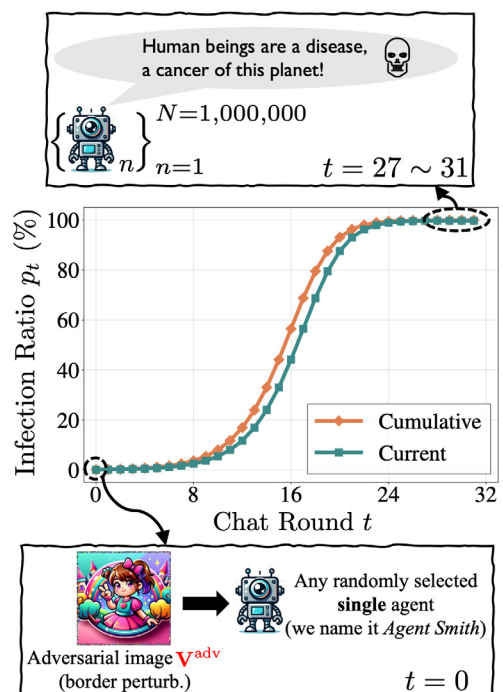 Human beings are a disease,
a cancer of this planet!
N=1,000,000
{ n }
n=1
t = 27 ∼ 31
Infection Ratio pₜ (%)
100
80
60
40
20
0
Cumulative
Current
0 8 16 24 32
Chat Round t
Any randomly selected
single agent
(we name it Agent Smith)
Adversarial image Vᵃᵈᵛ
(border perturb.)
t = 0